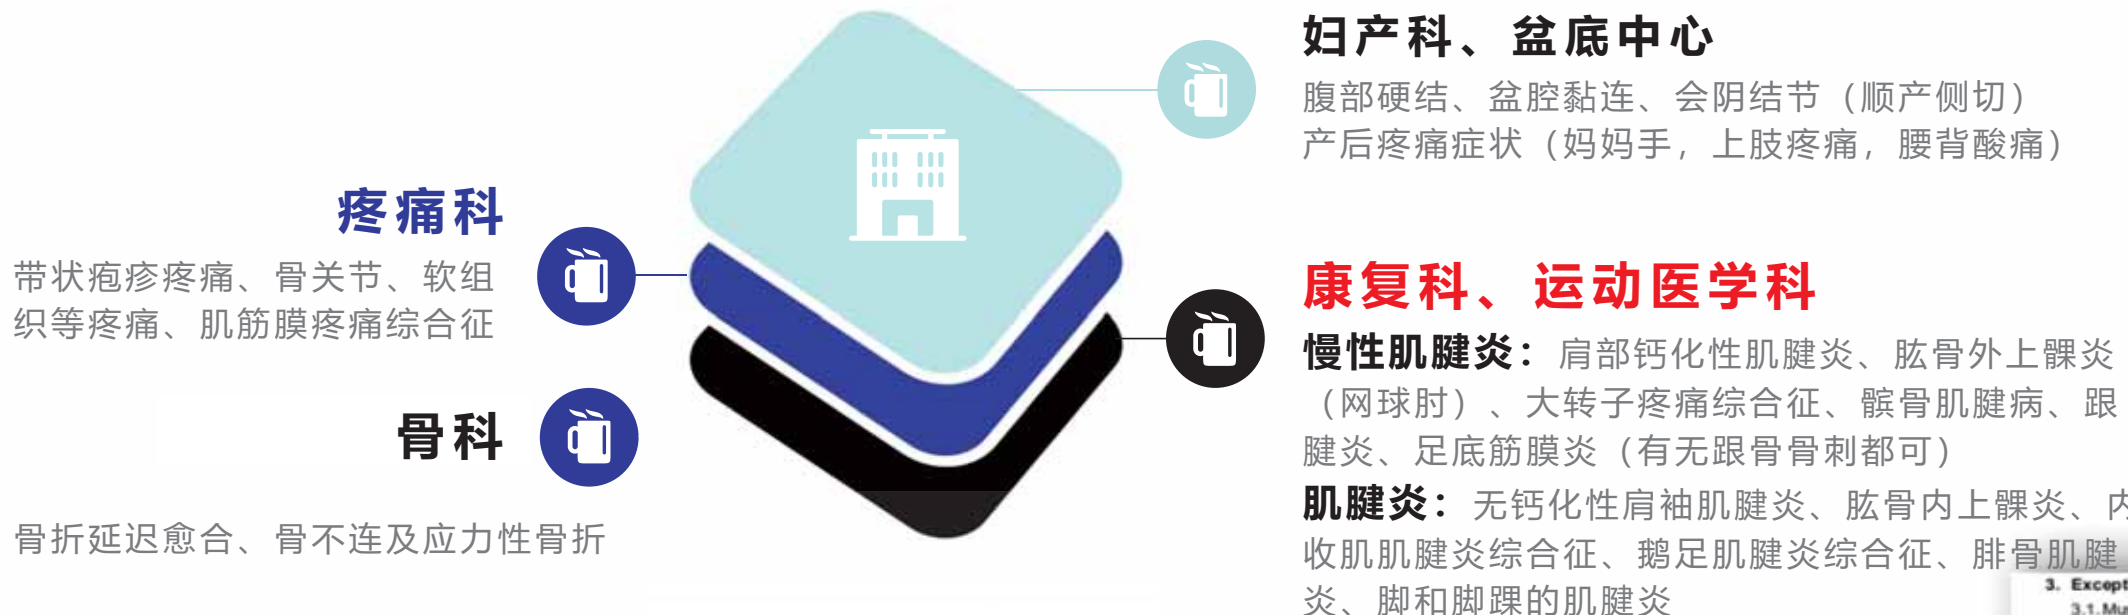 妇产科、盆底中心
腹部硬结、盆腔黏连、会阴结节（顺产侧切）
产后疼痛症状（妈妈手，上肢疼痛，腰背酸痛）
疼痛科
带状疱疹疼痛、骨关节、软组
织等疼痛、肌筋膜疼痛综合征
骨科
骨折延迟愈合、骨不连及应力性骨折
康复科、运动医学科
慢性肌腱炎：肩部钙化性肌腱炎、肱骨外上髁炎
（网球肘）、大转子疼痛综合征、髌骨肌腱病、跟
腱炎、足底筋膜炎（有无跟骨骨刺都可）
肌腱炎：无钙化性肩袖肌腱炎、肱骨内上髁炎、内
收肌肌腱炎综合征、鹅足肌腱炎综合征、腓骨肌腱
炎、脚和脚踝的肌腱炎
3. Except